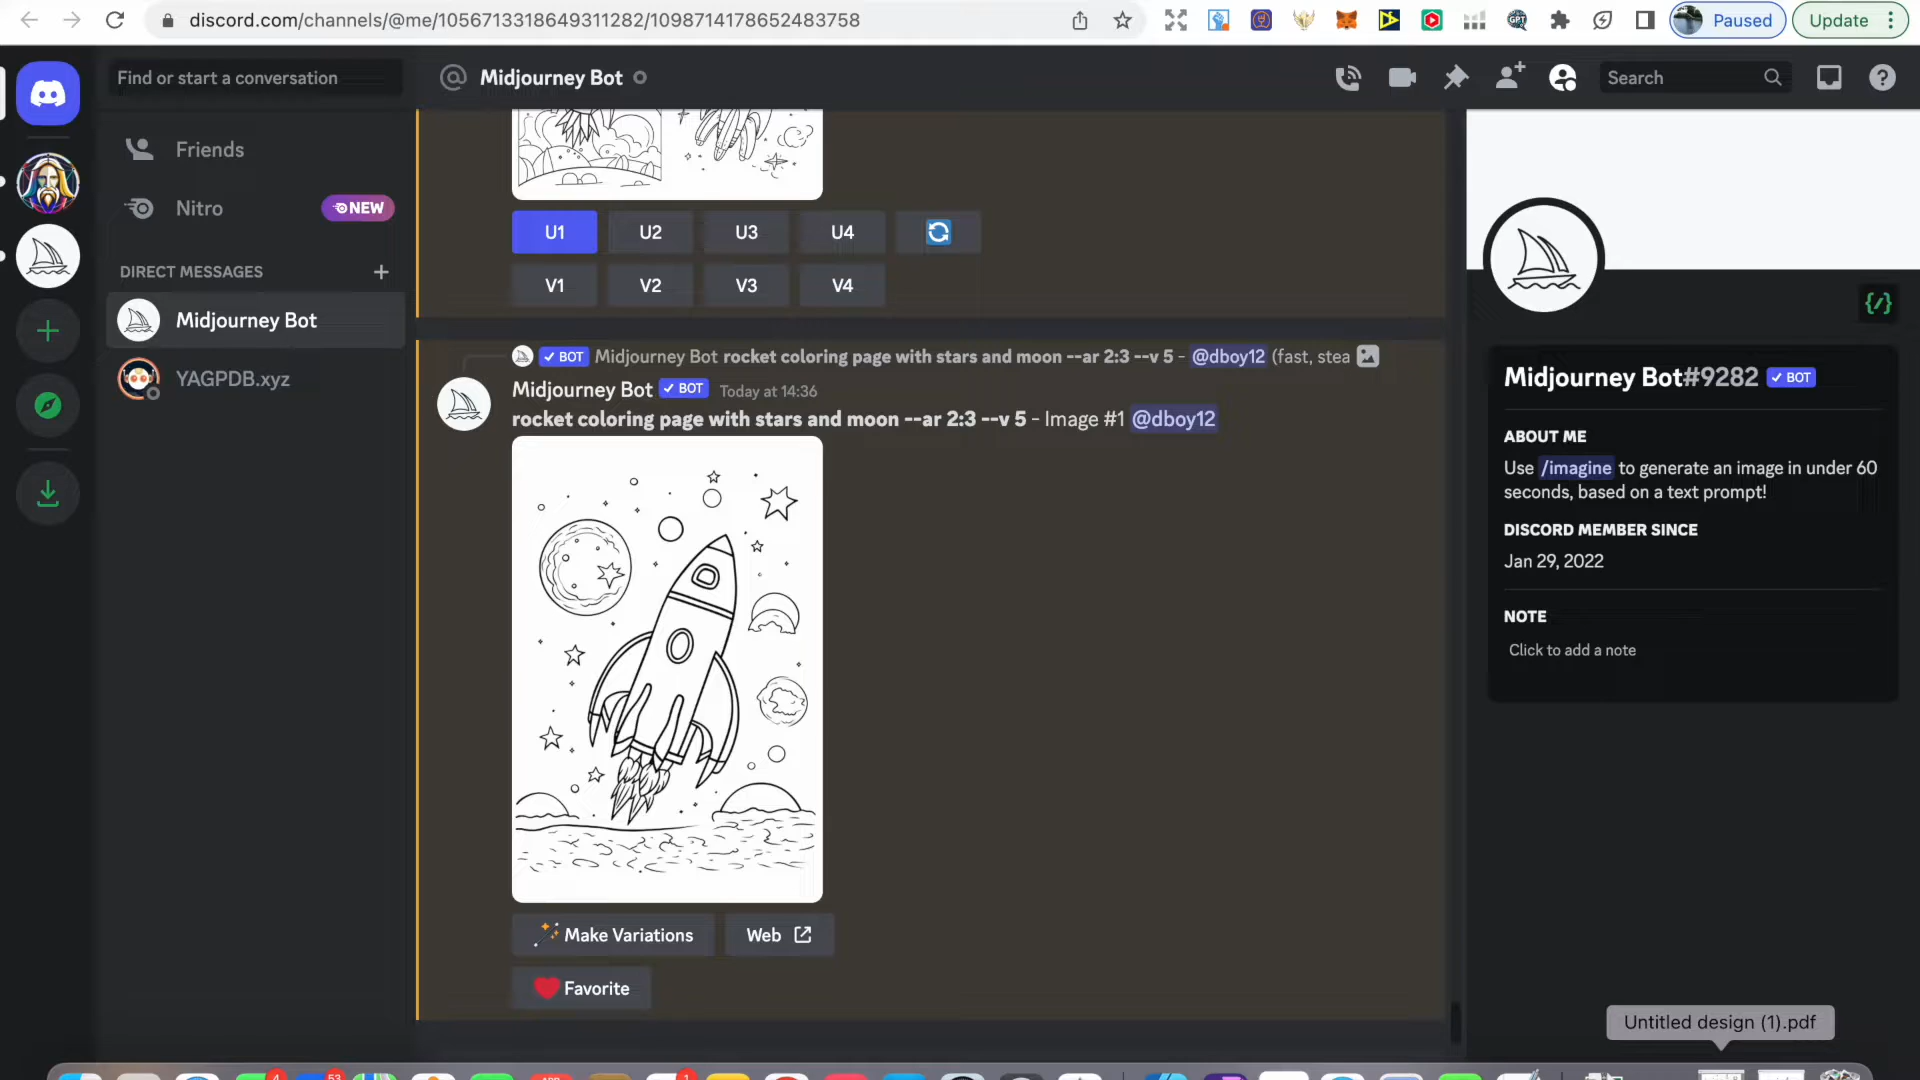 discord.com/channels/@me/1056713318649311282/1098714178652483758
GPT
Paused
Update
Find or start a conversation
Midjourney Bot
Search
Friends
Nitro
NEW
DIRECT MESSAGES
Midjourney Bot
YAGPDB.xyz
U1 U2 U3 U4
V1 V2 V3 V4
BOT Midjourney Bot rocket coloring page with stars and moon --ar 2:3 --v 5 - @dboy12 (fast, stea
Midjourney Bot BOT Today at 14:36
rocket coloring page with stars and moon --ar 2:3 --v 5 - Image #1 @dboy12
Make Variations Web
Favorite
Midjourney Bot#9282 BOT
ABOUT ME
Use /imagine to generate an image in under 60
seconds, based on a text prompt!
DISCORD MEMBER SINCE
Jan 29, 2022
NOTE
Click to add a note
Untitled design (1).pdf
4
53
1